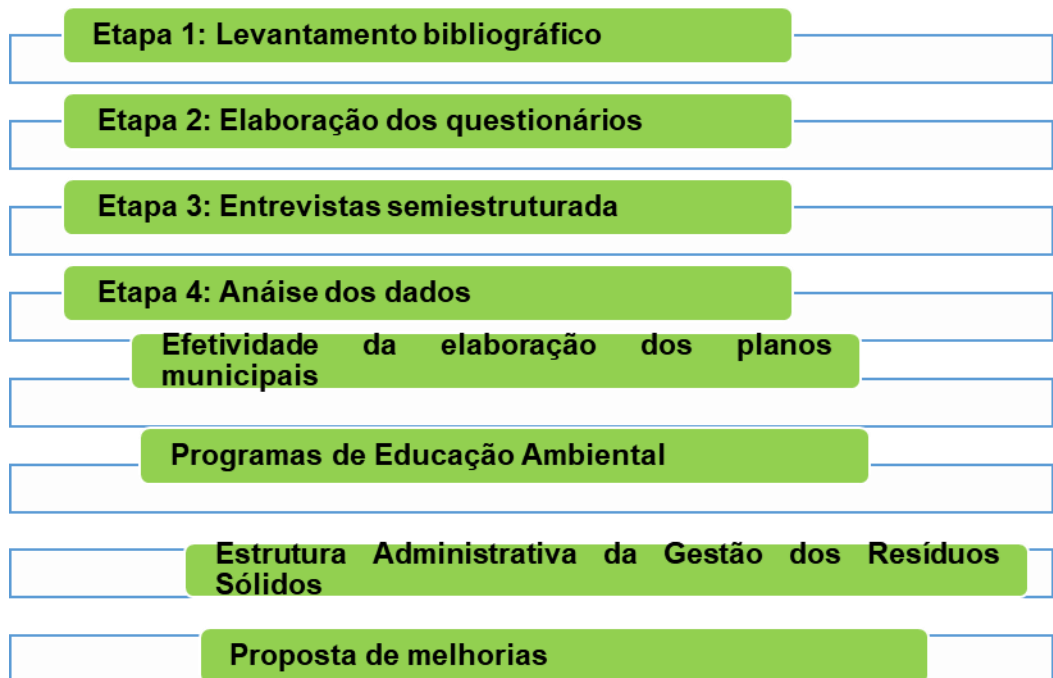 Etapa 1: Levantamento bibliográfico
Etapa 2: Elaboração dos questionários
Etapa 3: Entrevistas semiestruturada
Etapa 4: Anáise dos dados
Efetividade da elaboração dos planos
municipais
Programas de Educação Ambiental
Estrutura Administrativa da Gestão dos Resíduos
Sólidos
Proposta de melhorias